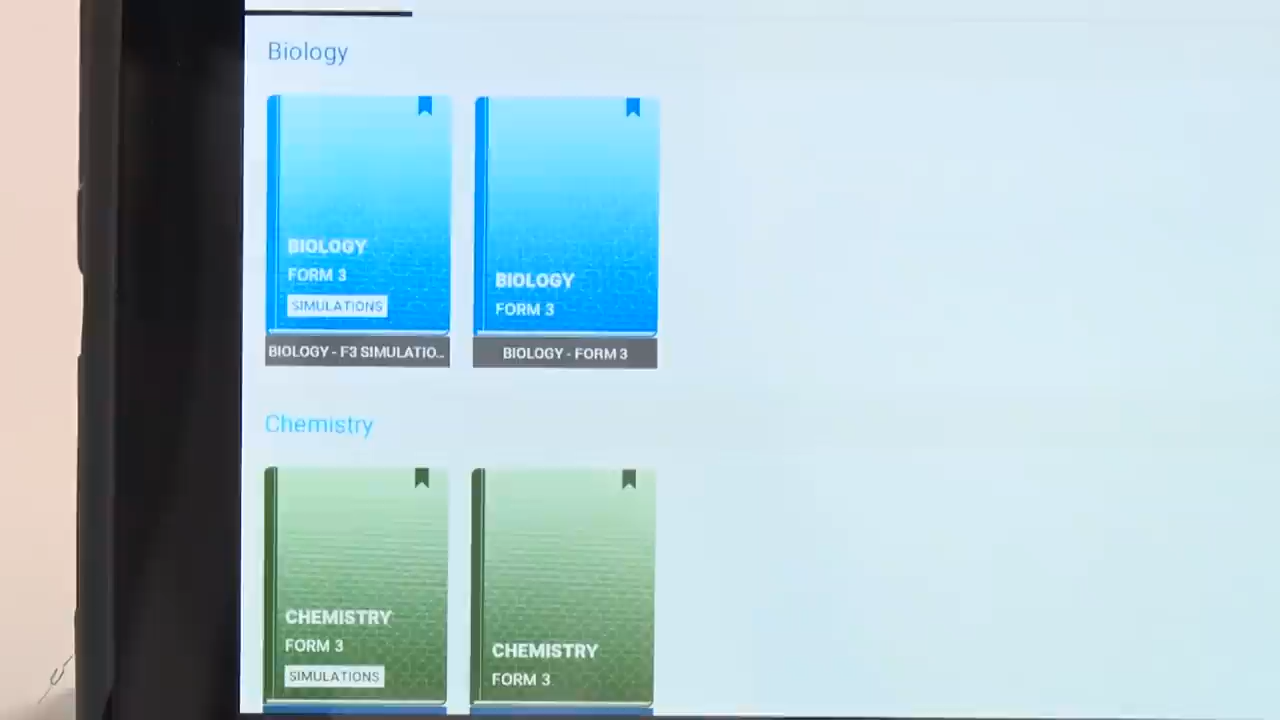 Biology
BIOLOGY
FORM 3
SIMULATIONS
BIOLOGY - F3 SIMULATIO...
BIOLOGY
FORM 3
BIOLOGY - FORM 3
Chemistry
CHEMISTRY
FORM 3
SIMULATIONS
CHEMISTRY
FORM 3